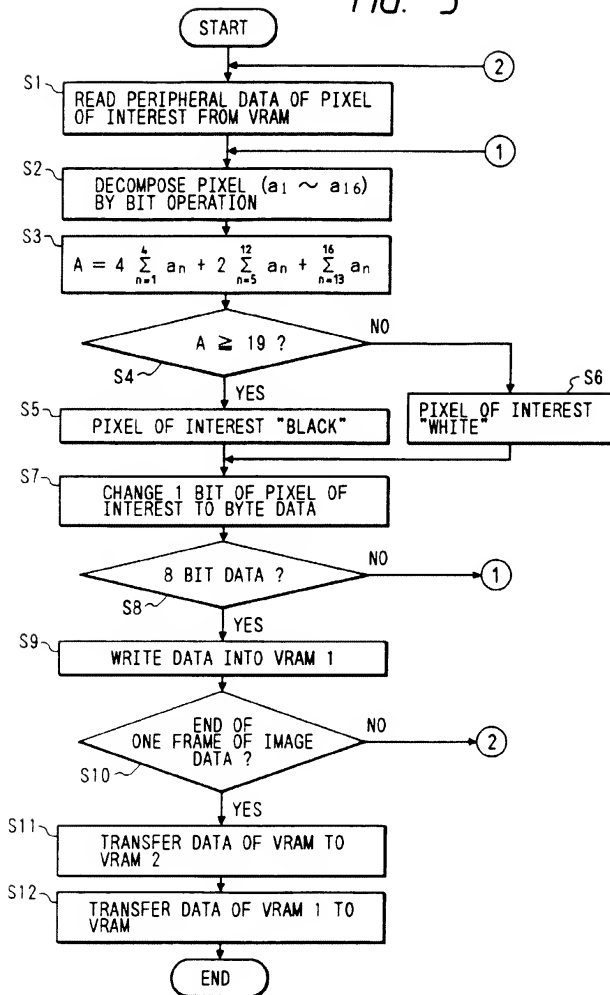 FIG. 5
START
2
S1
READ PERIPHERAL DATA OF PIXEL
OF INTEREST FROM VRAM
1
S2
DECOMPOSE PIXEL (a1 ~ a16)
BY BIT OPERATION
S3
A = 4 4∑n=1 an + 2 12∑n=5 an + 16∑n=13 an
A ≧ 19 ?
NO
S4
YES
S5
PIXEL OF INTEREST "BLACK"
S6
PIXEL OF INTEREST
"WHITE"
S7
CHANGE 1 BIT OF PIXEL OF
INTEREST TO BYTE DATA
8 BIT DATA ?
NO
1
S8
YES
S9
WRITE DATA INTO VRAM 1
END OF
ONE FRAME OF IMAGE
DATA ?
NO
2
S10
YES
S11
TRANSFER DATA OF VRAM TO
VRAM 2
S12
TRANSFER DATA OF VRAM 1 TO
VRAM
END